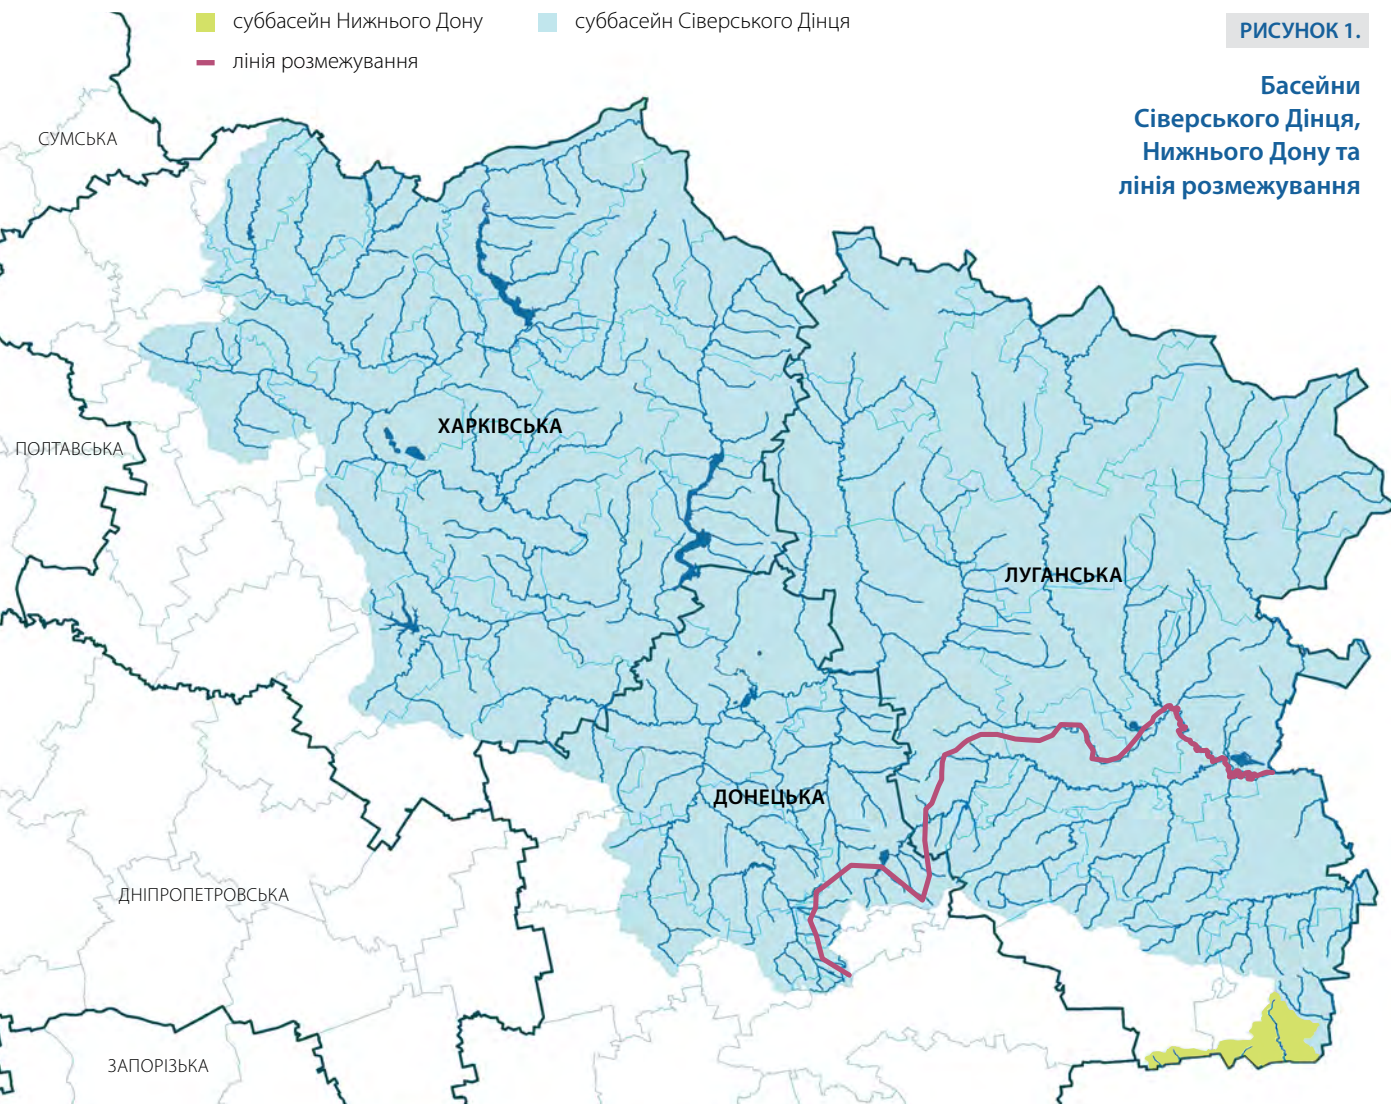 суббасейн Нижнього Дону
суббасейн Сіверського Дінця
лінія розмежування
РИСУНОК 1.
Басейни
Сіверського Дінця,
Нижнього Дону та
лінія розмежування
СУМСЬКА
ХАРКІВСЬКА
ПОЛТАВСЬКА
ЛУГАНСЬКА
ДОНЕЦЬКА
ДНІПРОПЕТРОВСЬКА
ЗАПОРІЗЬКА